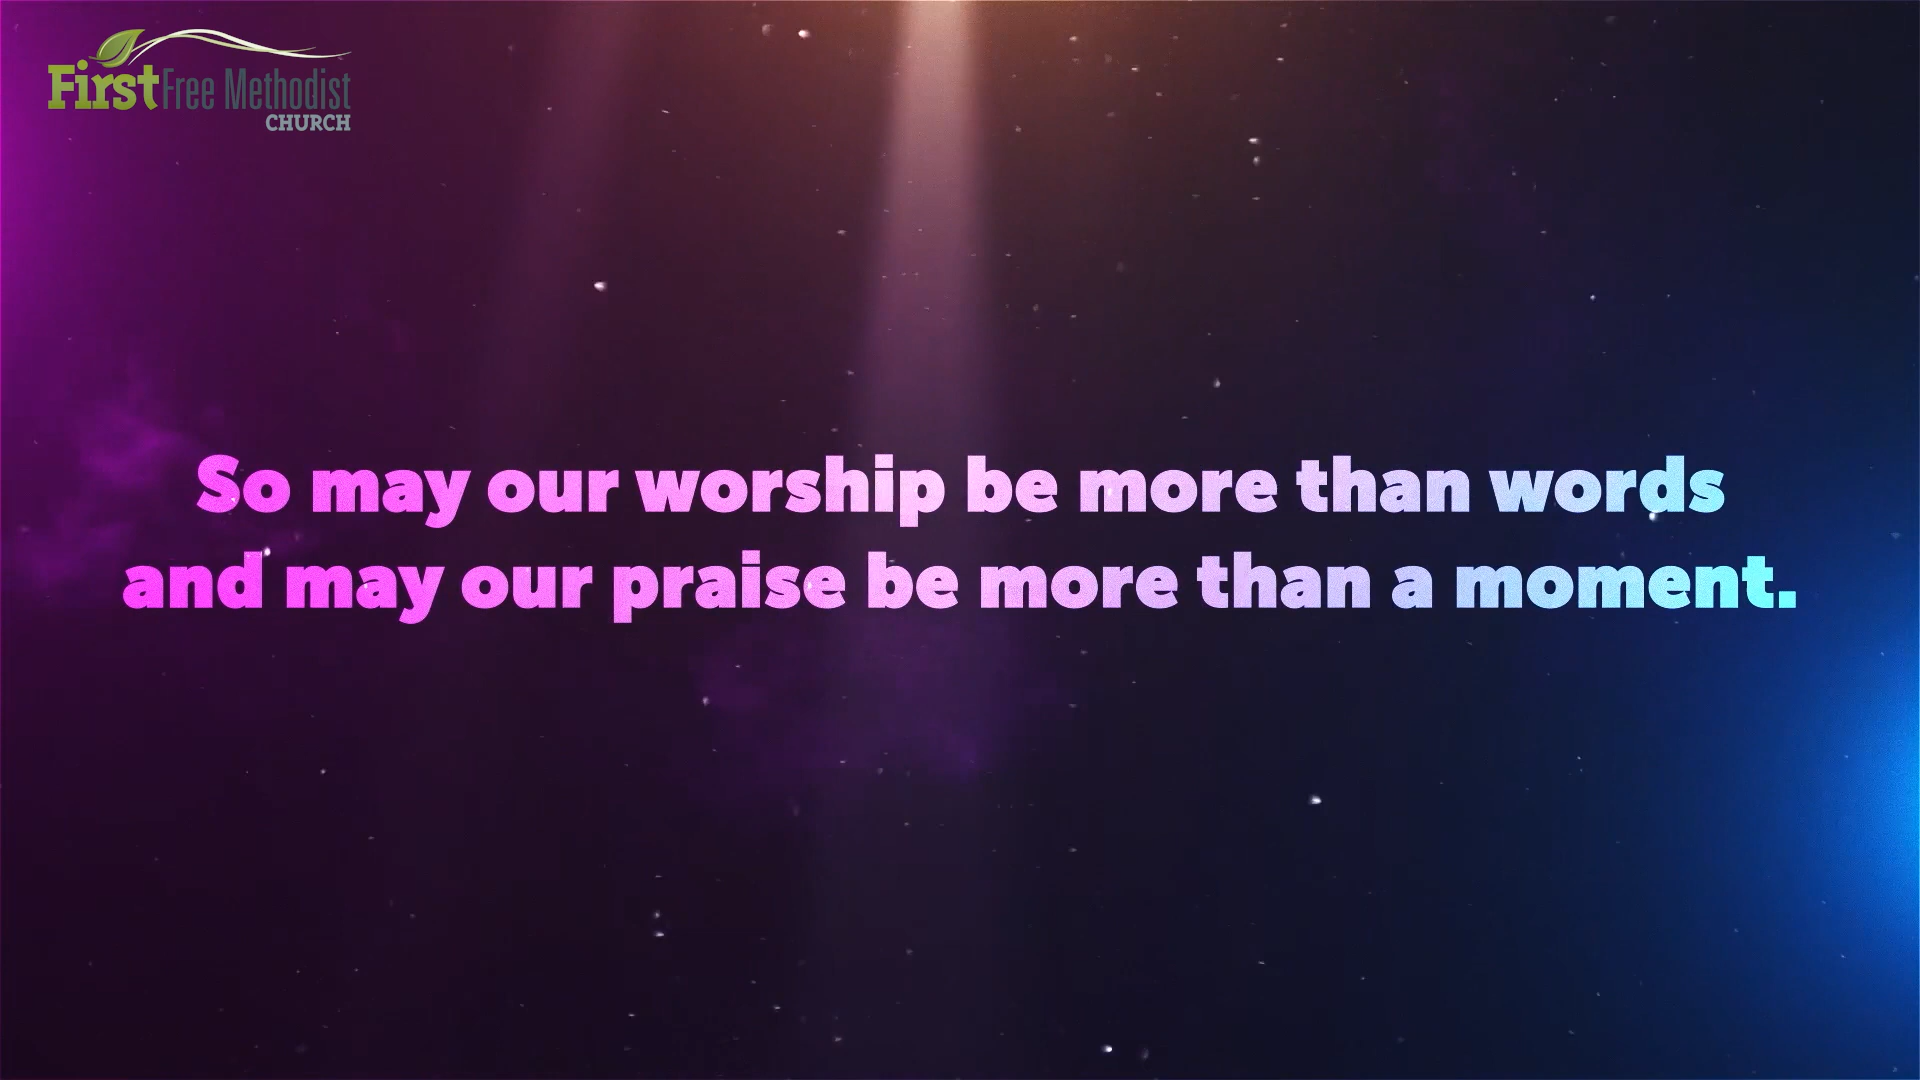 First Free Methodist
CHURCH
So may our worship be more than words
and may our praise be more than a moment.